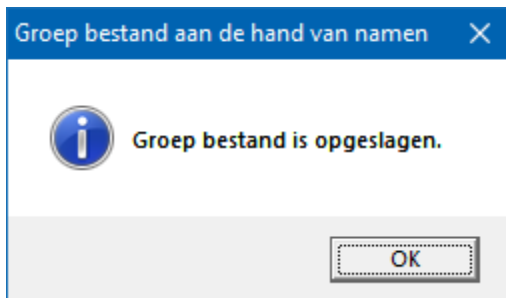 Groep bestand aan de hand van namen
Groep bestand is opgeslagen.
OK